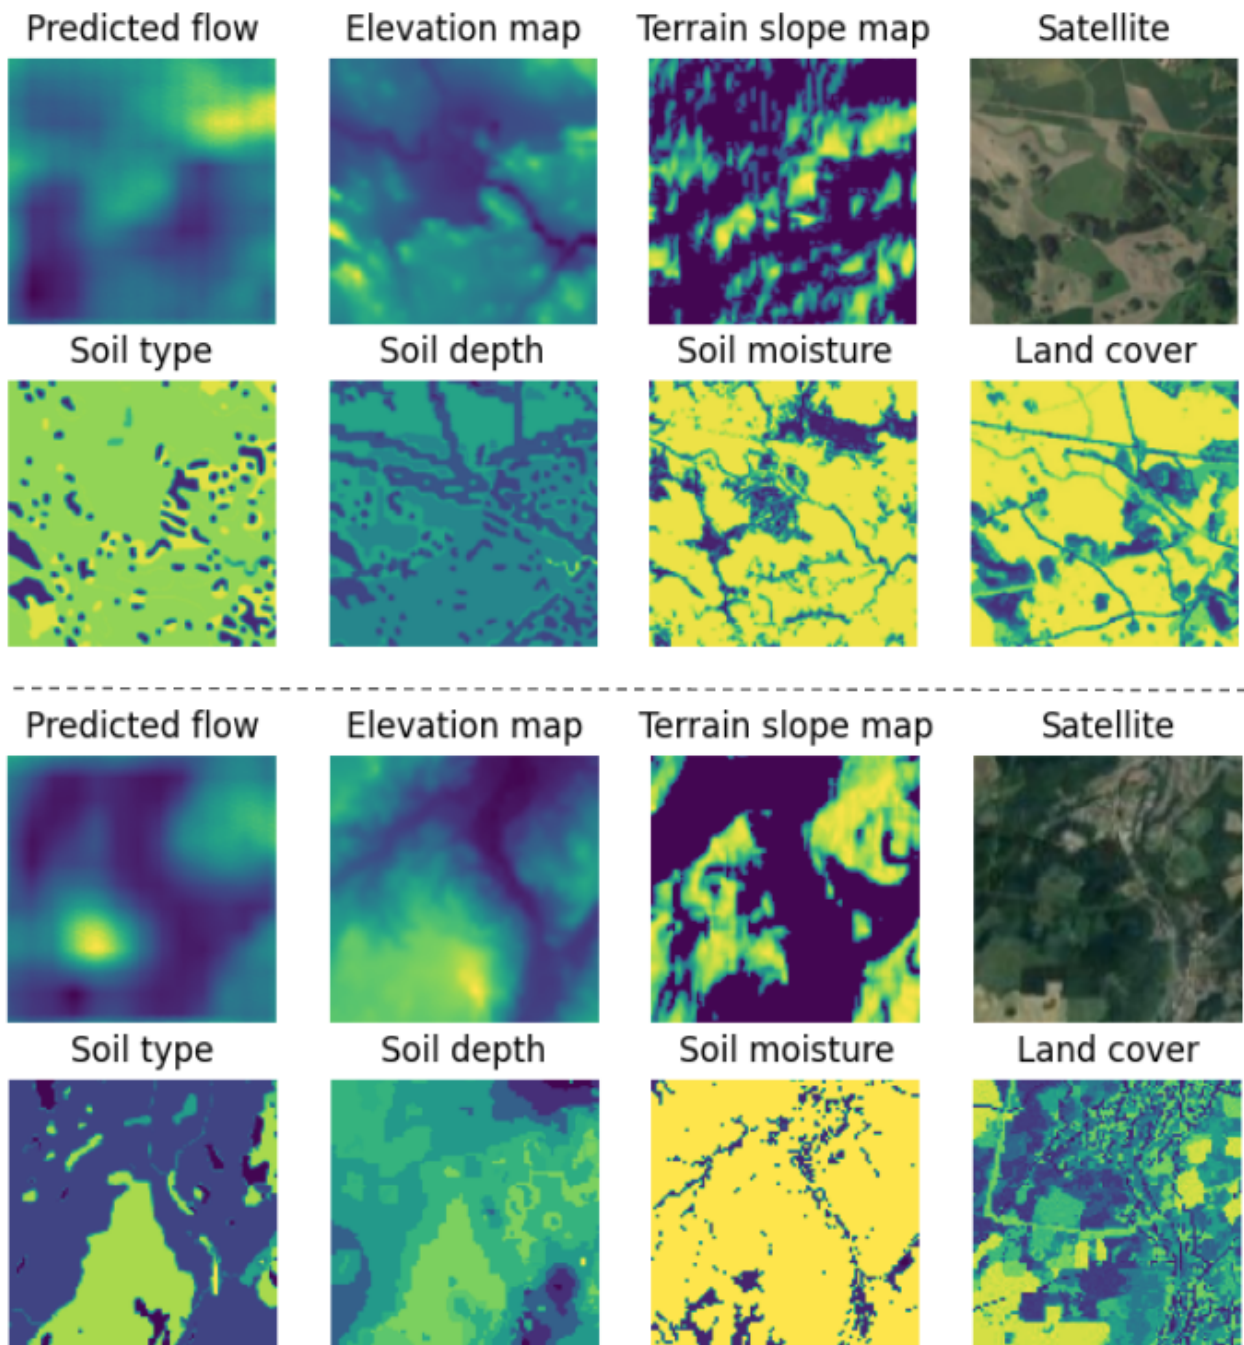 Predicted flow Elevation map Terrain slope map Satellite
Soil type Soil depth Soil moisture Land cover
Predicted flow Elevation map Terrain slope map Satellite
Soil type Soil depth Soil moisture Land cover